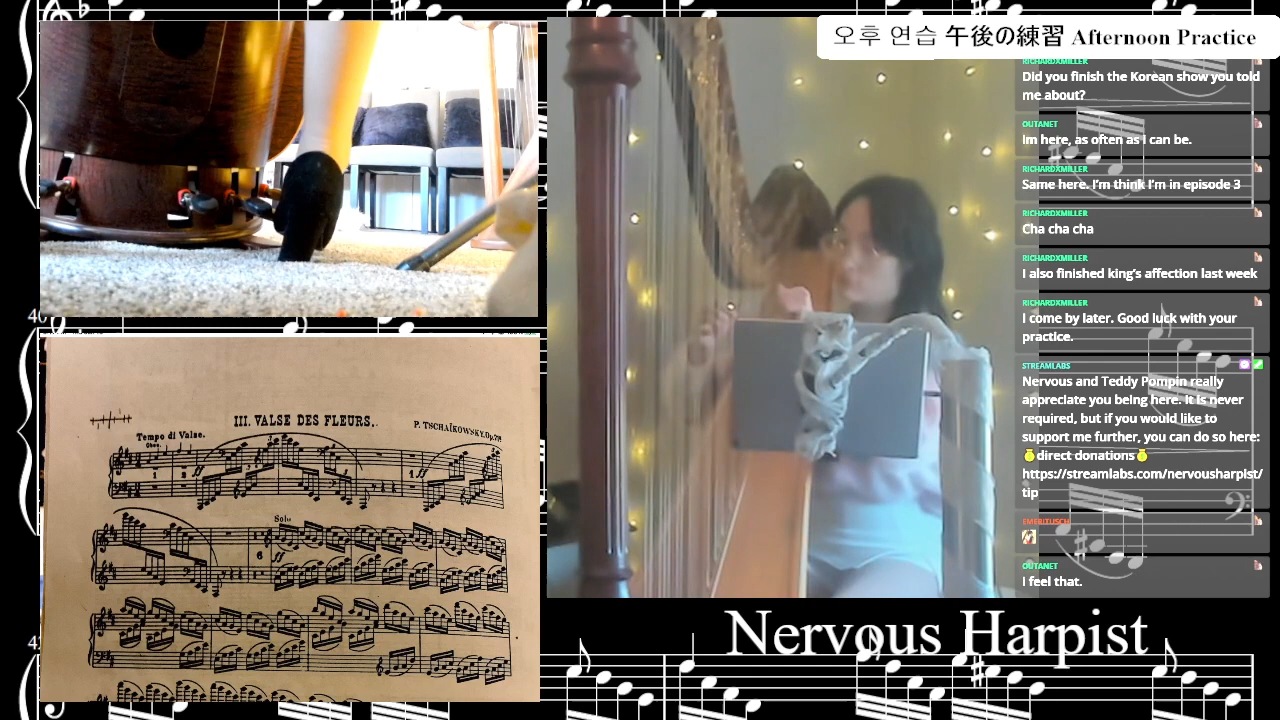 오후 연습 午後の練習 Afternoon Practice
RICHARDXMILLER
Did you finish the Korean show you told
me about?
OUTANET
Im here, as often as I can be.
RICHARDXMILLER
Same here. I'm think I'm in episode 3
RICHARDXMILLER
Cha cha cha
RICHARDXMILLER
I also finished king's affection last week
RICHARDXMILLER
I come by later. Good luck with your
practice.
STREAMLABS
Nervous and Teddy Pompin really
appreciate you being here. It is never
required, but if you would like to
support me further, you can do so here:
💰direct donations💰
https://streamlabs.com/nervousharpist/
tip
EMERITUSCH
OUTANET
I feel that.
III. VALSE DES FLEURS.
P. TSCHAÏKOWSKY.
Tempo di Valse.
Solo
Nervous Harpist